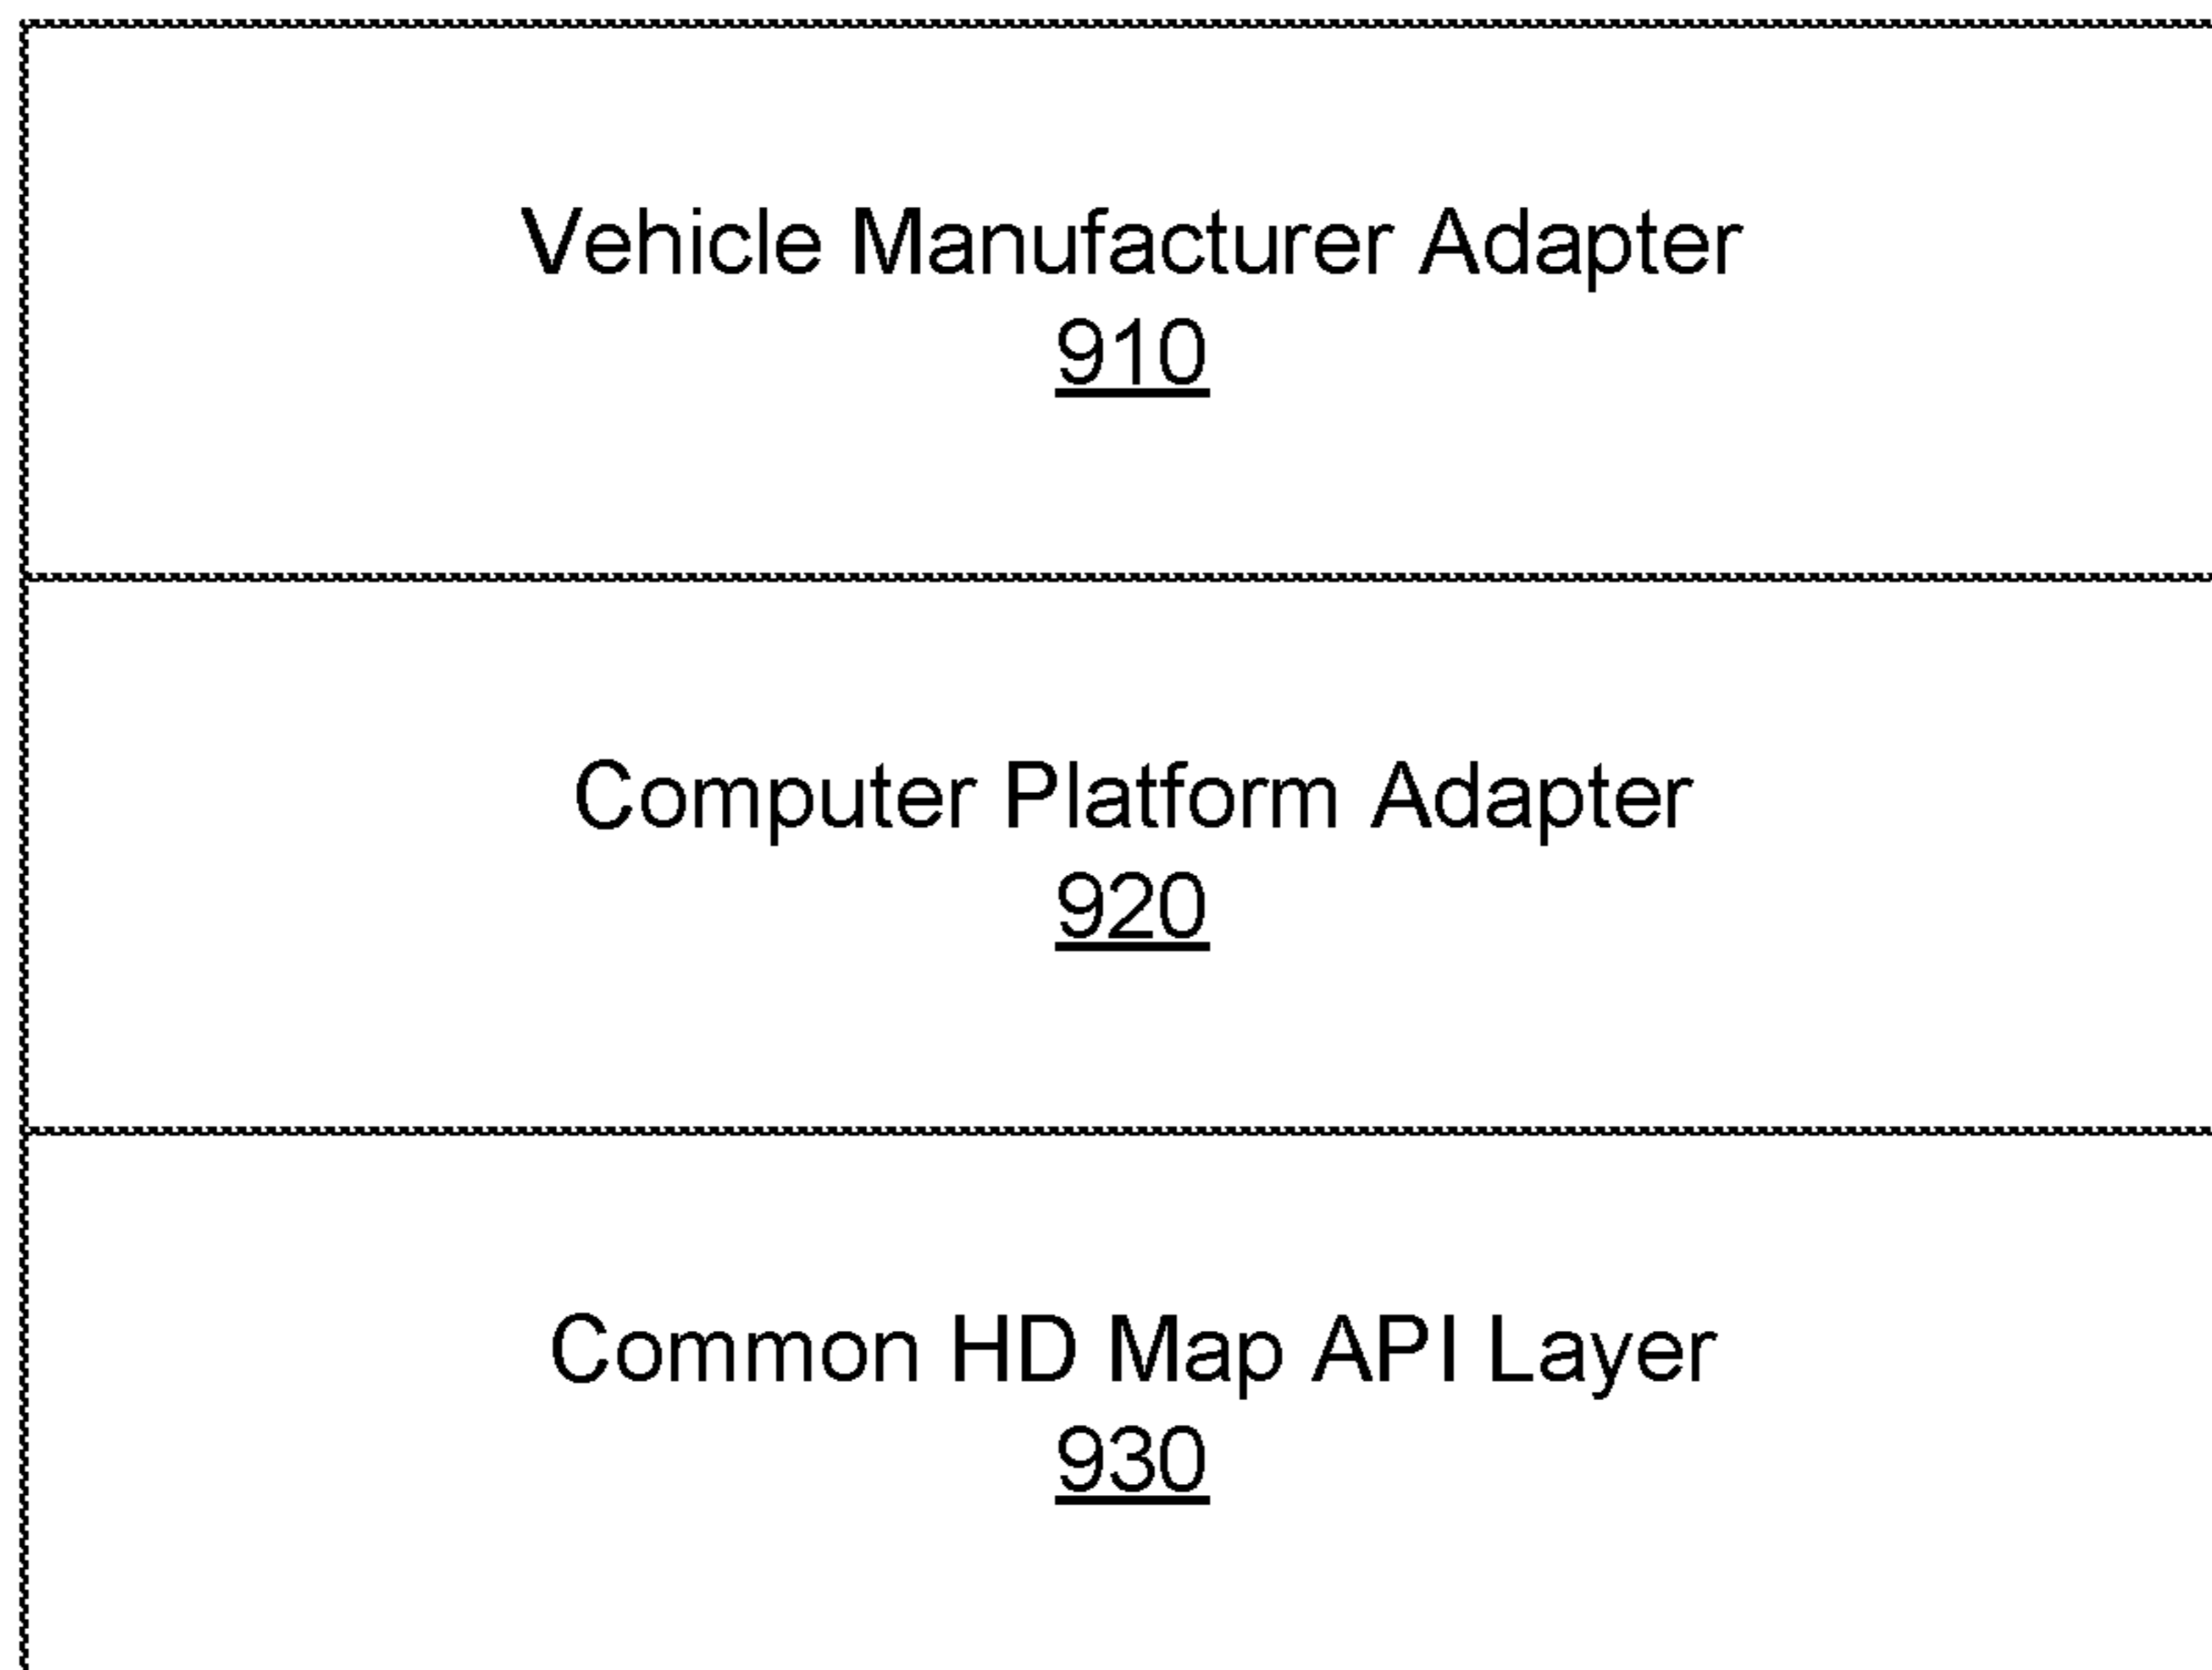 Vehicle Manufacturer Adapter
910
Computer Platform Adapter
920
Common HD Map API Layer
930